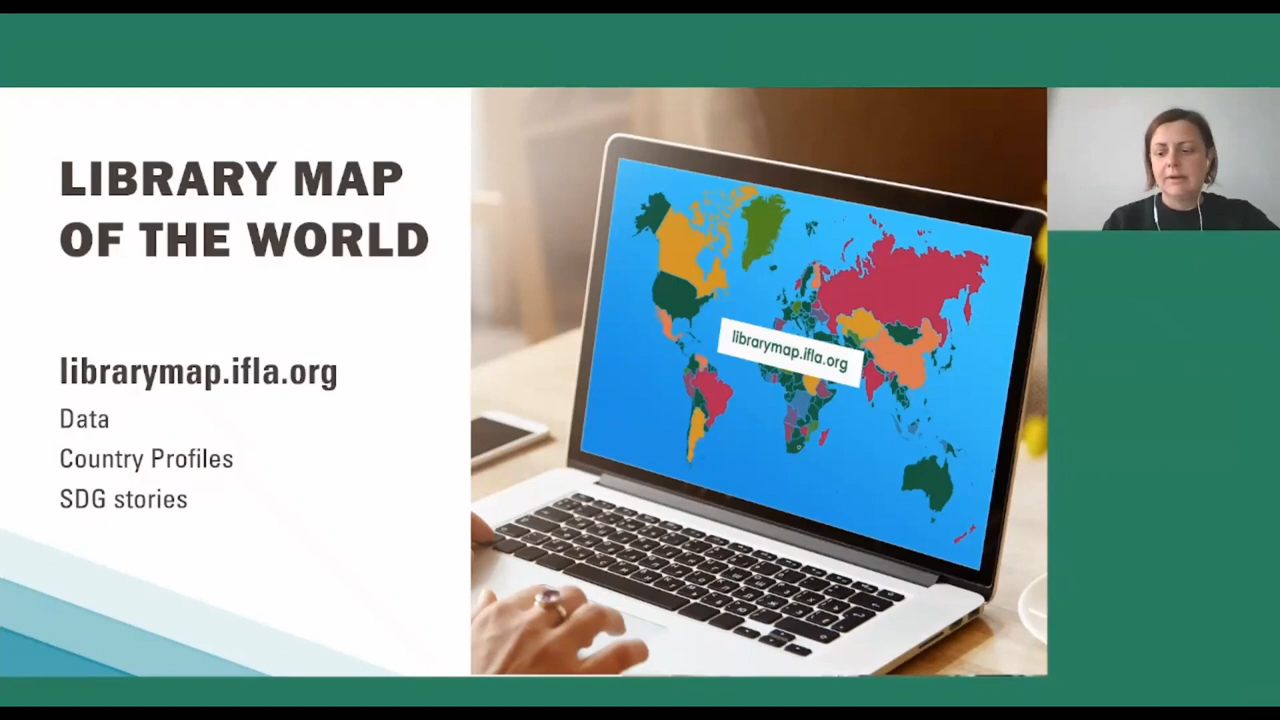 LIBRARY MAP
OF THE WORLD
librarymap.ifla.org
Data
Country Profiles
SDG stories
librarymap.ifla.org